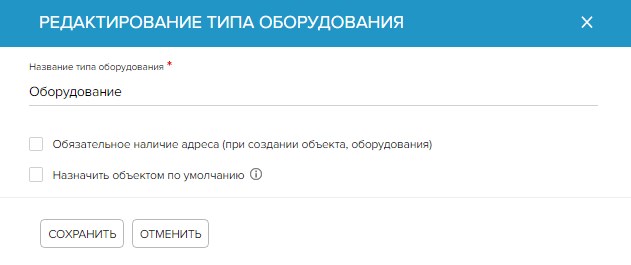 РЕДАКТИРОВАНИЕ ТИПА ОБОРУДОВАНИЯ
Название типа оборудования *
Оборудование
Обязательное наличие адреса (при создании объекта, оборудования)
Назначить объектом по умолчанию
СОХРАНИТЬ ОТМЕНИТЬ